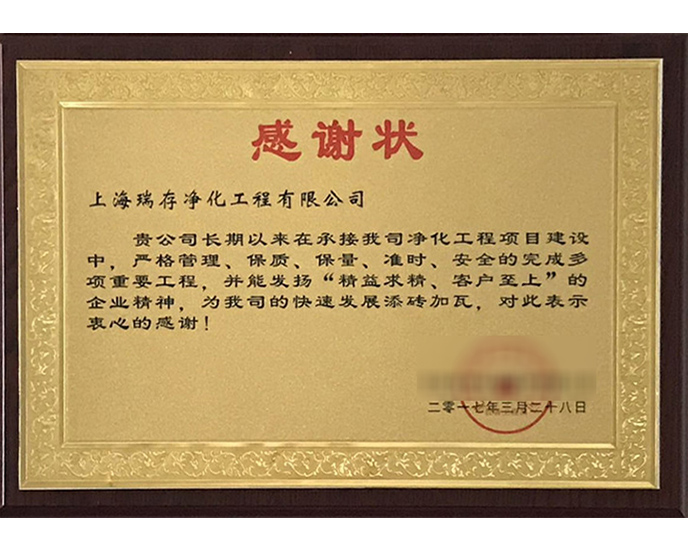 感谢状
上海瑞存净化工程有限公司
贵公司长期以来在承接我司净化工程项目建设
中，严格管理、保质、保量、准时、安全的完成多
项重要工程，并能发扬“精益求精、客户至上”的
企业精神，为我司的快速发展添砖加瓦，对此表示
衷心的感谢！
二零一七年三月二十八日